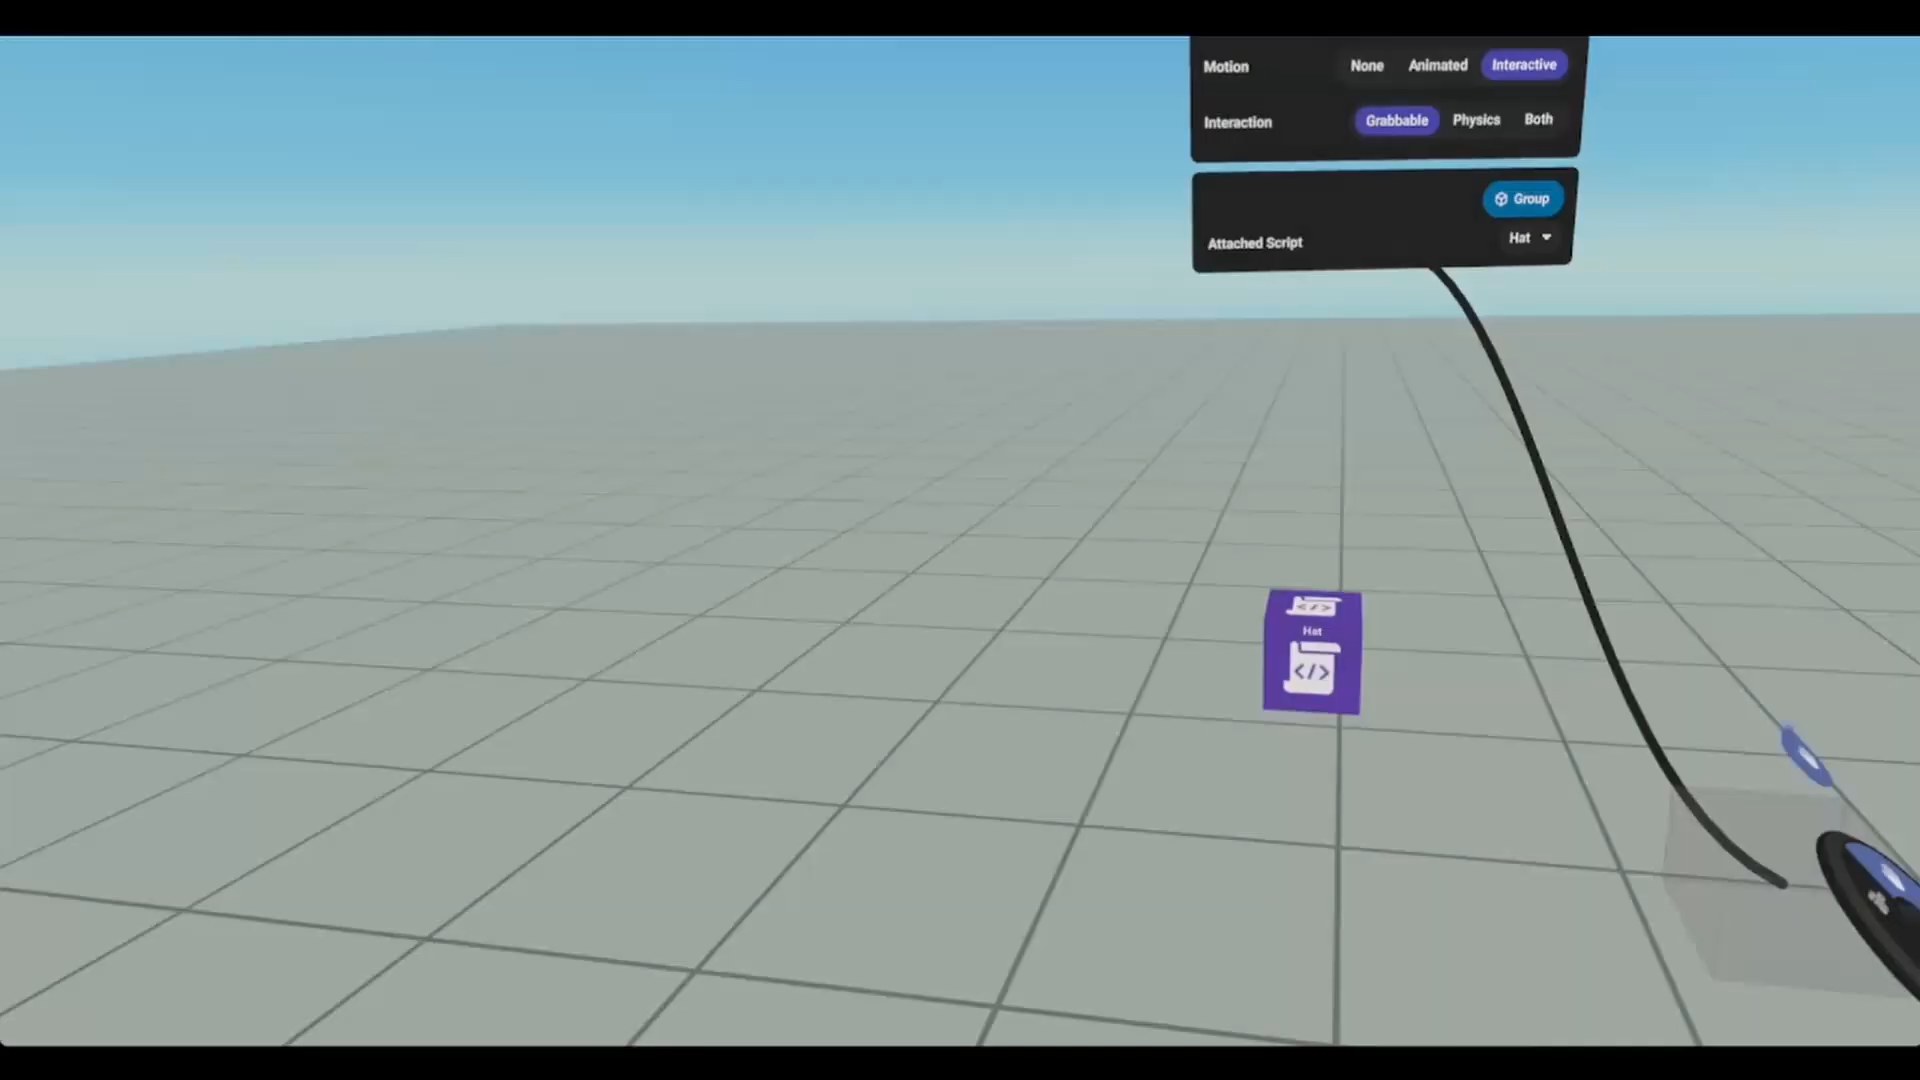 Motion None Animated Interactive
Interaction Grabbable Physics Both
Group
Attached Script Hat
Hat
</>
</>